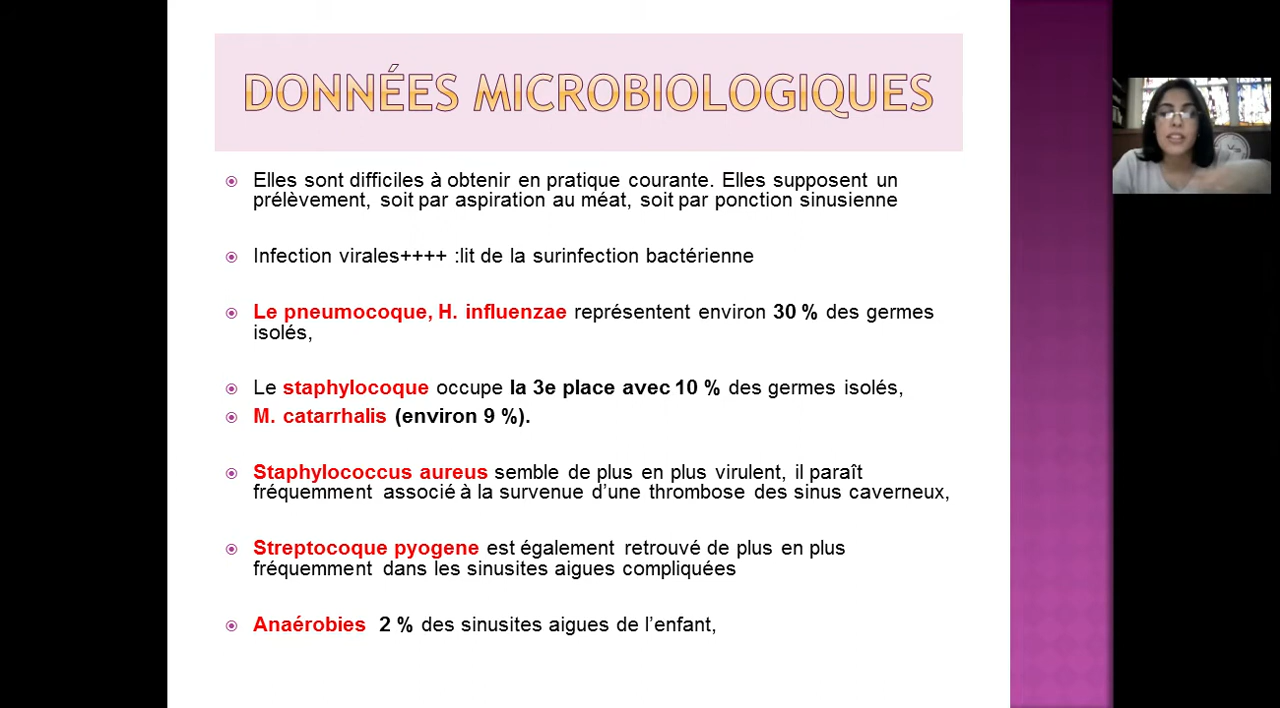 DONNÉES MICROBIOLOGIQUES
Elles sont difficiles à obtenir en pratique courante. Elles supposent un
prélèvement, soit par aspiration au méat, soit par ponction sinusienne
Infection virales++++ :lit de la surinfection bactérienne
Le pneumocoque, H. influenzae représentent environ 30 % des germes
isolés,
Le staphylocoque occupe la 3e place avec 10 % des germes isolés,
M. catarrhalis (environ 9 %).
Staphylococcus aureus semble de plus en plus virulent, il paraît
fréquemment associé à la survenue d’une thrombose des sinus caverneux,
Streptocoque pyogene est également retrouvé de plus en plus
fréquemment dans les sinusites aigues compliquées
Anaérobies 2 % des sinusites aigues de l’enfant,